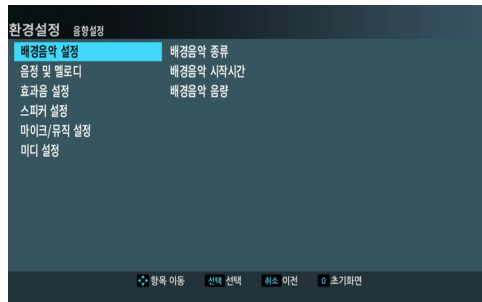 환경설정 음향설정
배경음악 설정 배경음악 종류
음정 및 멜로디 배경음악 시작시간
효과음 설정 배경음악 음량
스피커 설정
마이크/뮤직 설정
미디 설정
항목 이동 선택 선택 취소 이전 0 초기화면